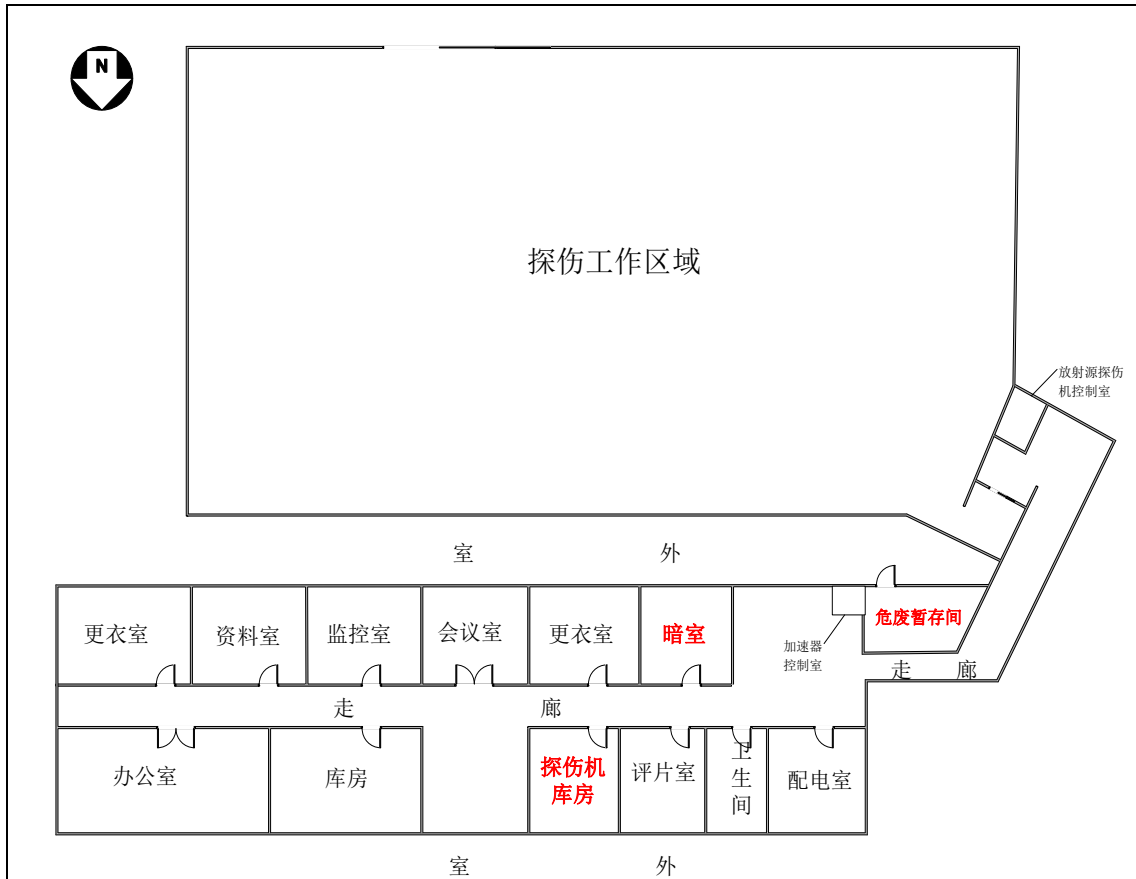 N
探伤工作区域
放射源探伤
机控制室
室 外
更衣室
资料室
监控室
会议室
更衣室
暗室
加速器
控制室
危废暂存间
走 廊
走 廊
办公室
库房
探伤机
库房
评片室
卫
生
间
配电室
室 外